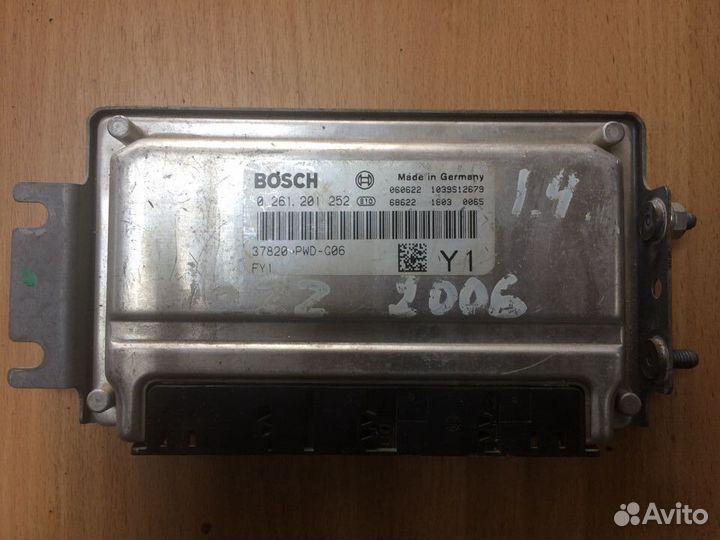 BOSCH Made in Germany
0 261 201 252 060622 1039S12679
68622 1603 0065
37820-PWD-G06
FY1
Y1
1.4
2006
Avito